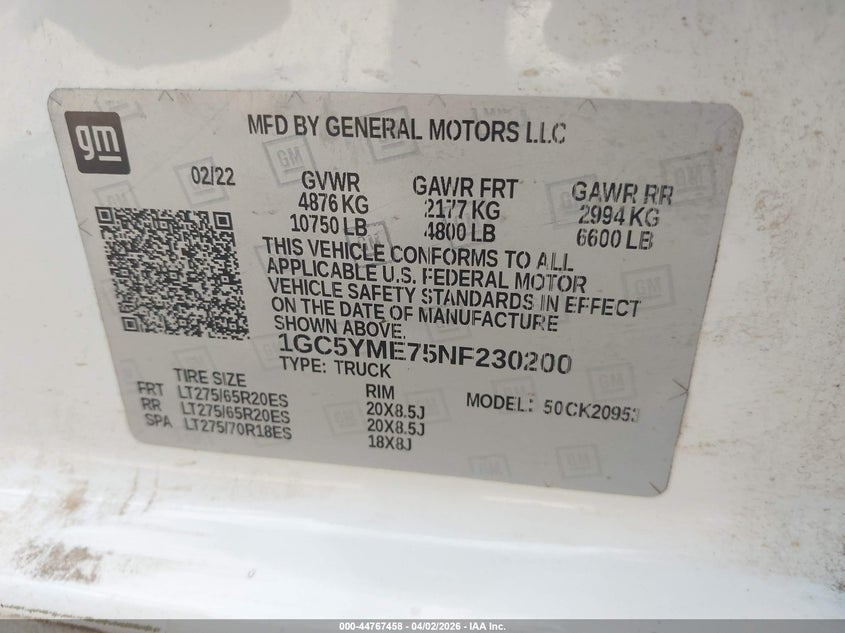 gm
MFD BY GENERAL MOTORS LLC
02/22
GVWR GAWR FRT GAWR RR
4876 KG 2177 KG 2994 KG
10750 LB 4800 LB 6600 LB
THIS VEHICLE CONFORMS TO ALL
APPLICABLE U.S. FEDERAL MOTOR
VEHICLE SAFETY STANDARDS IN EFFECT
ON THE DATE OF MANUFACTURE
SHOWN ABOVE.
1GC5YME75NF230200
TYPE: TRUCK
TIRE SIZE RIM MODEL: 50CK20953
FRT LT275/65R20ES 20X8.5J
RR LT275/65R20ES 20X8.5J
SPA LT275/70R18ES 18X8J
000-44767458 - 04/02/2026 - IAA Inc.